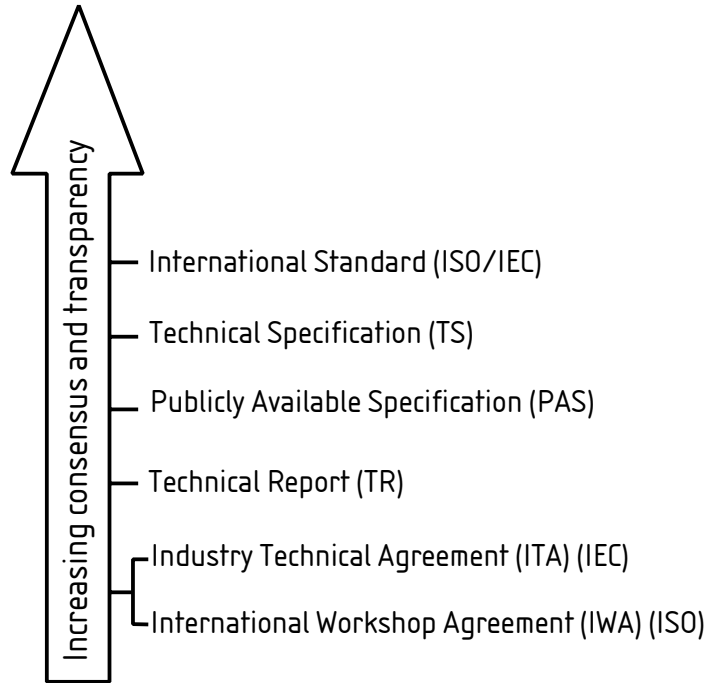 Increasing consensus and transparency
International Standard (ISO/IEC)
Technical Specification (TS)
Publicly Available Specification (PAS)
Technical Report (TR)
Industry Technical Agreement (ITA) (IEC)
International Workshop Agreement (IWA) (ISO)